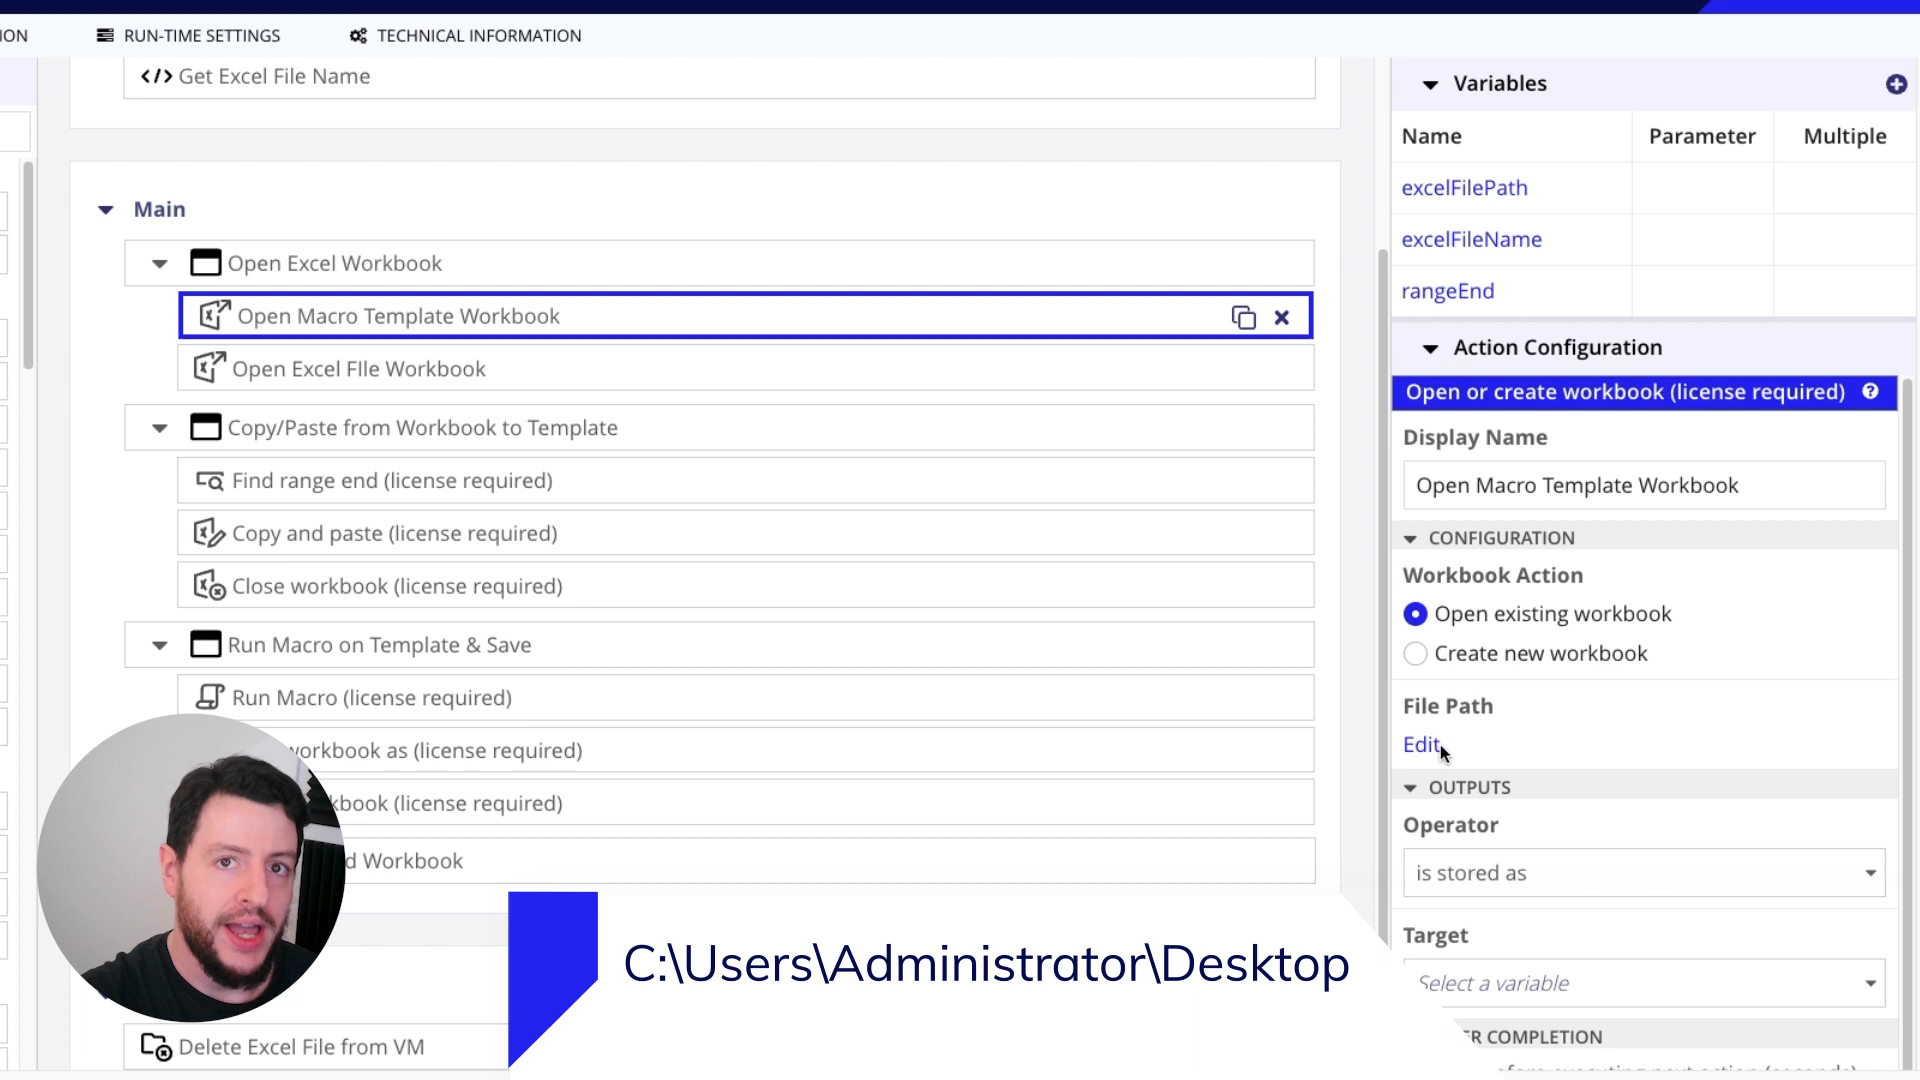 ION
RUN-TIME SETTINGS
TECHNICAL INFORMATION
</> Get Excel File Name
Main
Open Excel Workbook
Open Macro Template Workbook
Open Excel FIle Workbook
Copy/Paste from Workbook to Template
Find range end (license required)
Copy and paste (license required)
Close workbook (license required)
Run Macro on Template & Save
Run Macro (license required)
workbook as (license required)
kbook (license required)
d Workbook
Delete Excel File from VM
C:\Users\Administrator\Desktop
Variables
Name Parameter Multiple
excelFilePath
excelFileName
rangeEnd
Action Configuration
Open or create workbook (license required) ?
Display Name
Open Macro Template Workbook
CONFIGURATION
Workbook Action
Open existing workbook
Create new workbook
File Path
Edit
OUTPUTS
Operator
is stored as
Target
Select a variable
ER COMPLETION